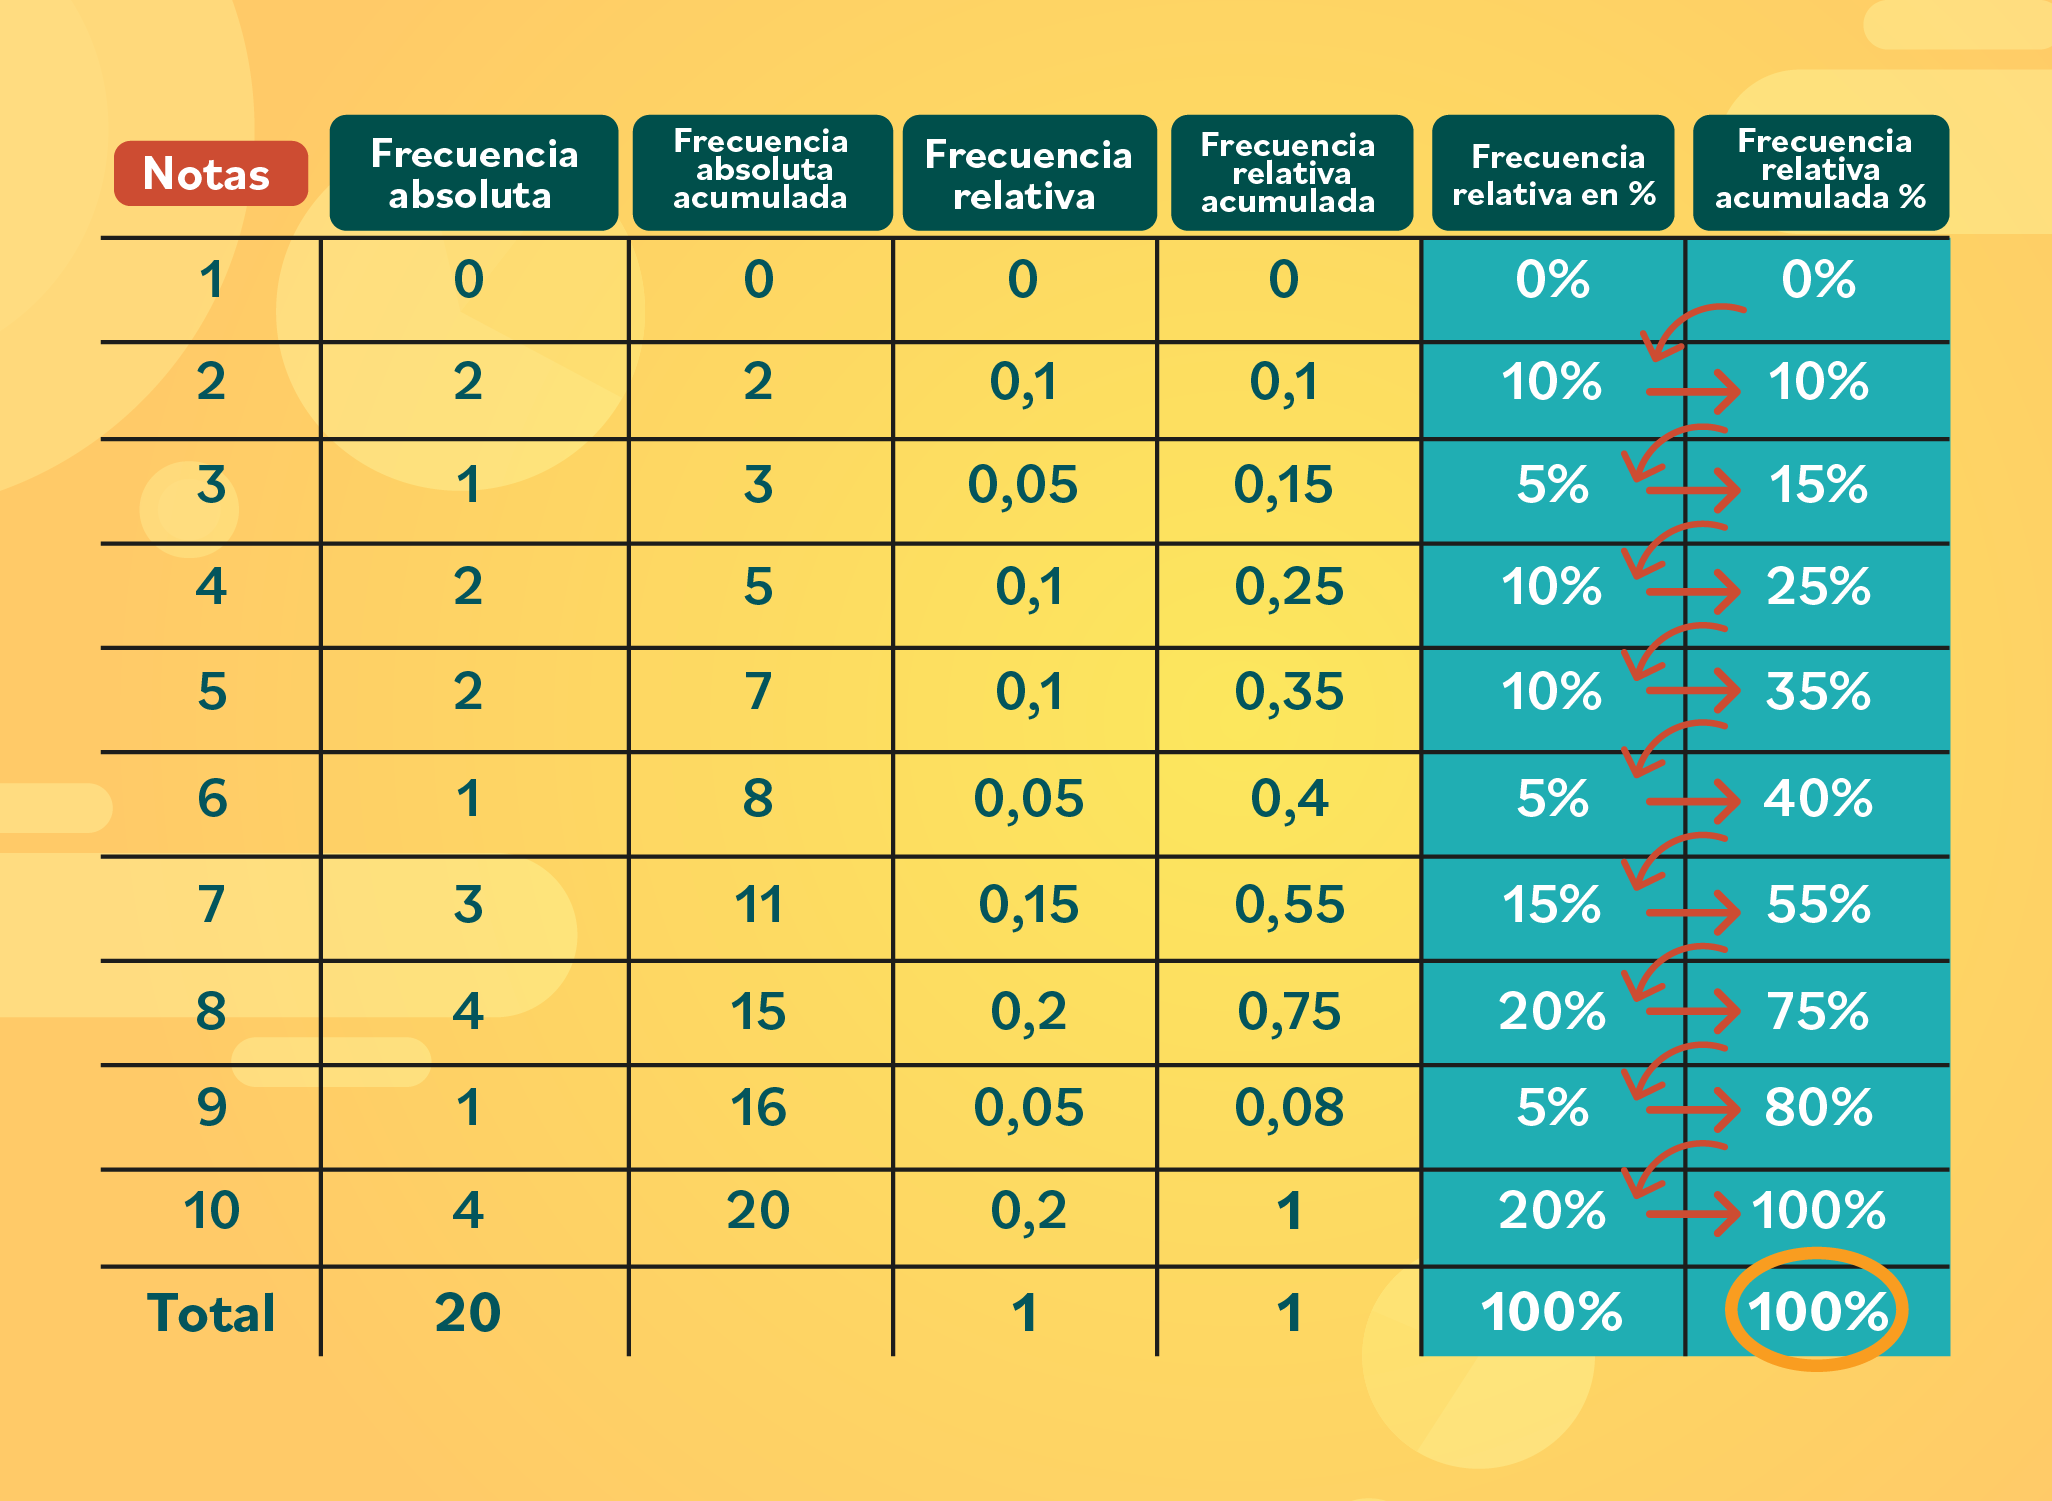 Notas
Frecuencia
absoluta
Frecuencia
absoluta
acumulada
Frecuencia
relativa
Frecuencia
relativa
acumulada
Frecuencia
relativa en %
Frecuencia
relativa
acumulada %
1 0 0 0 0 0% 0%
2 2 2 0,1 0,1 10% 10%
3 1 3 0,05 0,15 5% 15%
4 2 5 0,1 0,25 10% 25%
5 2 7 0,1 0,35 10% 35%
6 1 8 0,05 0,4 5% 40%
7 3 11 0,15 0,55 15% 55%
8 4 15 0,2 0,75 20% 75%
9 1 16 0,05 0,08 5% 80%
10 4 20 0,2 1 20% 100%
Total 20 1 1 100% 100%